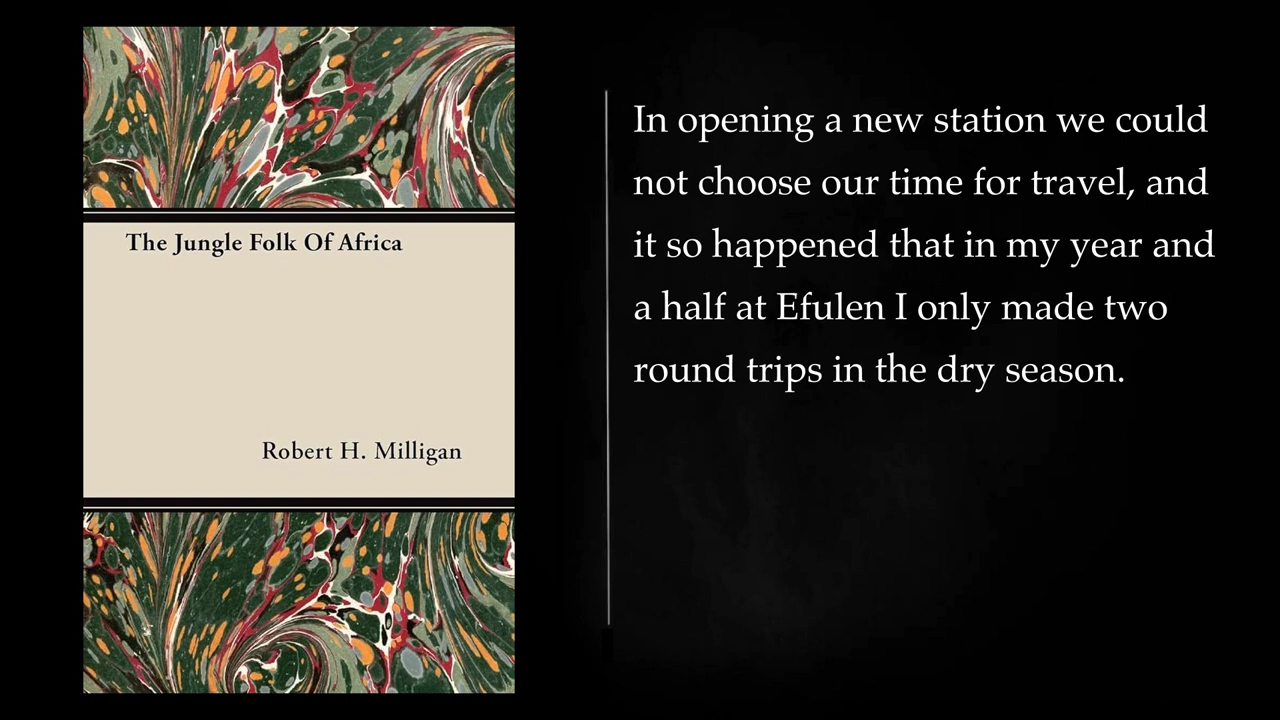 The Jungle Folk Of Africa
Robert H. Milligan
In opening a new station we could
not choose our time for travel, and
it so happened that in my year and
a half at Efulen I only made two
round trips in the dry season.